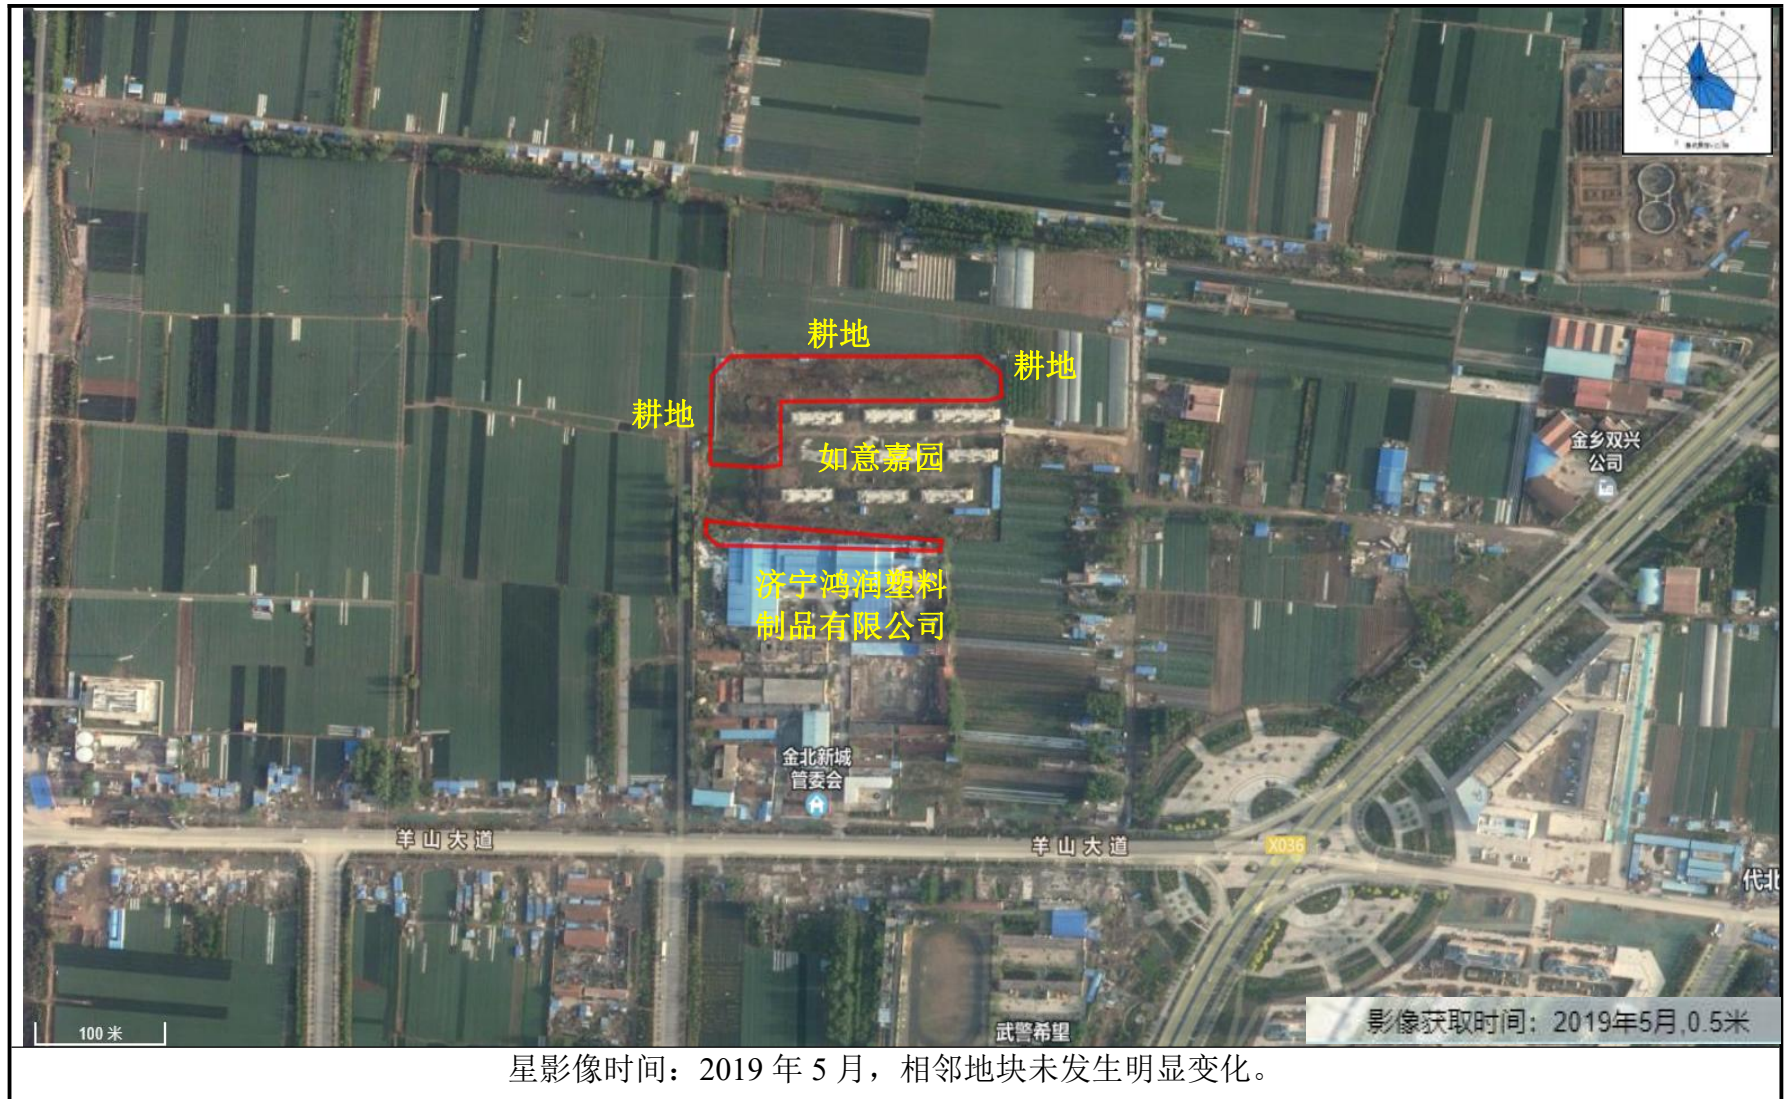 耕地
耕地
耕地
如意嘉园
金乡双兴
公司
济宁鸿润塑料
制品有限公司
金北新城
管委会
羊山大道
羊山大道
X036
代北
武警希望
100 米
影像获取时间：2019年5月,0.5米
星影像时间：2019 年 5 月，相邻地块未发生明显变化。